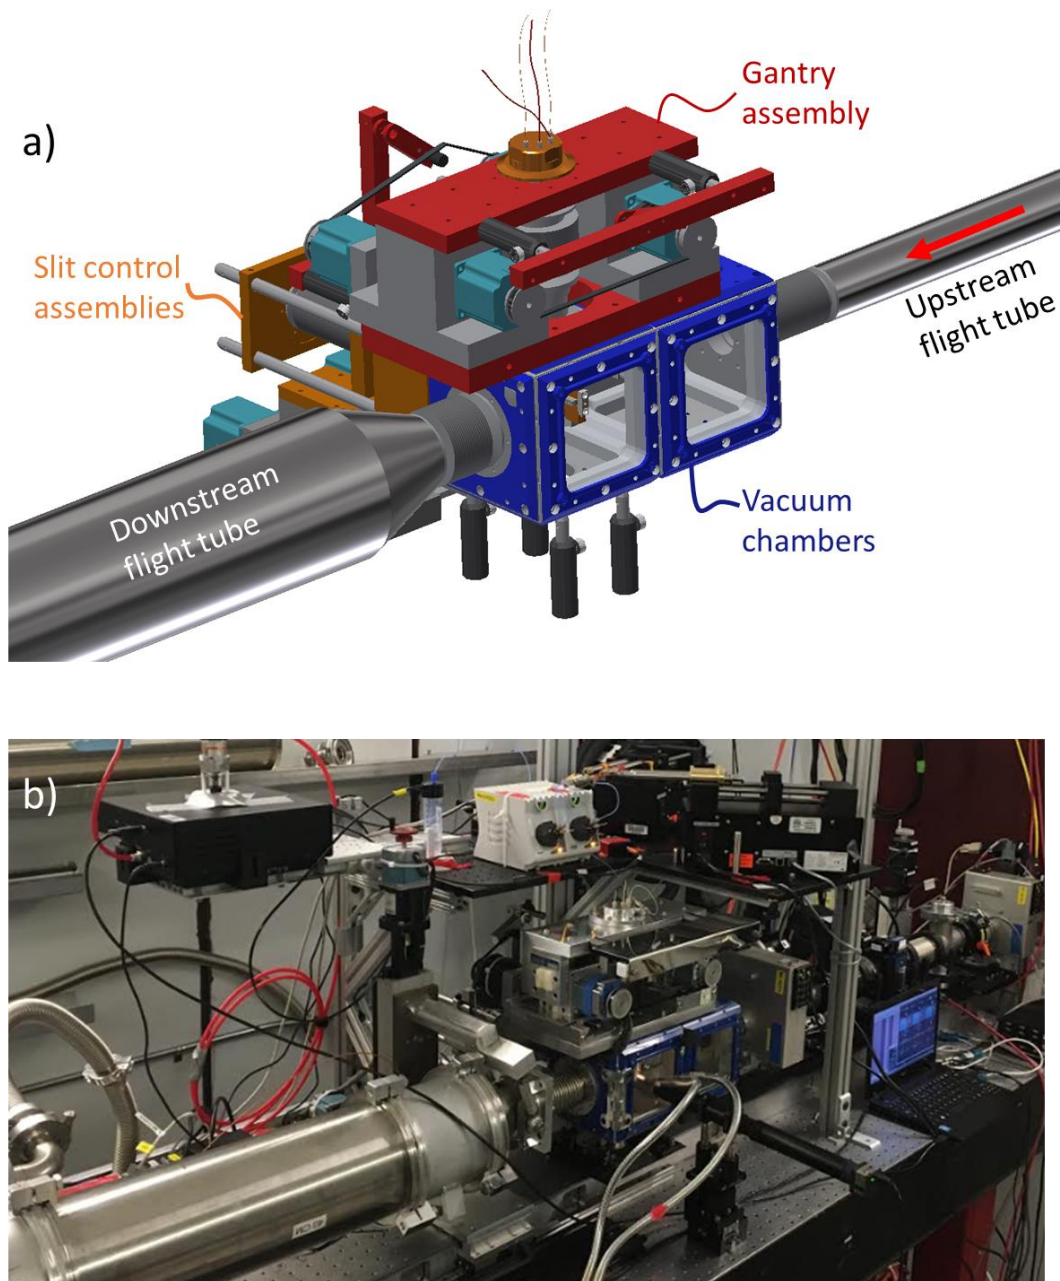 a)
Gantry
assembly
Slit control
assemblies
Upstream
flight tube
Downstream
flight tube
Vacuum
chambers
b)